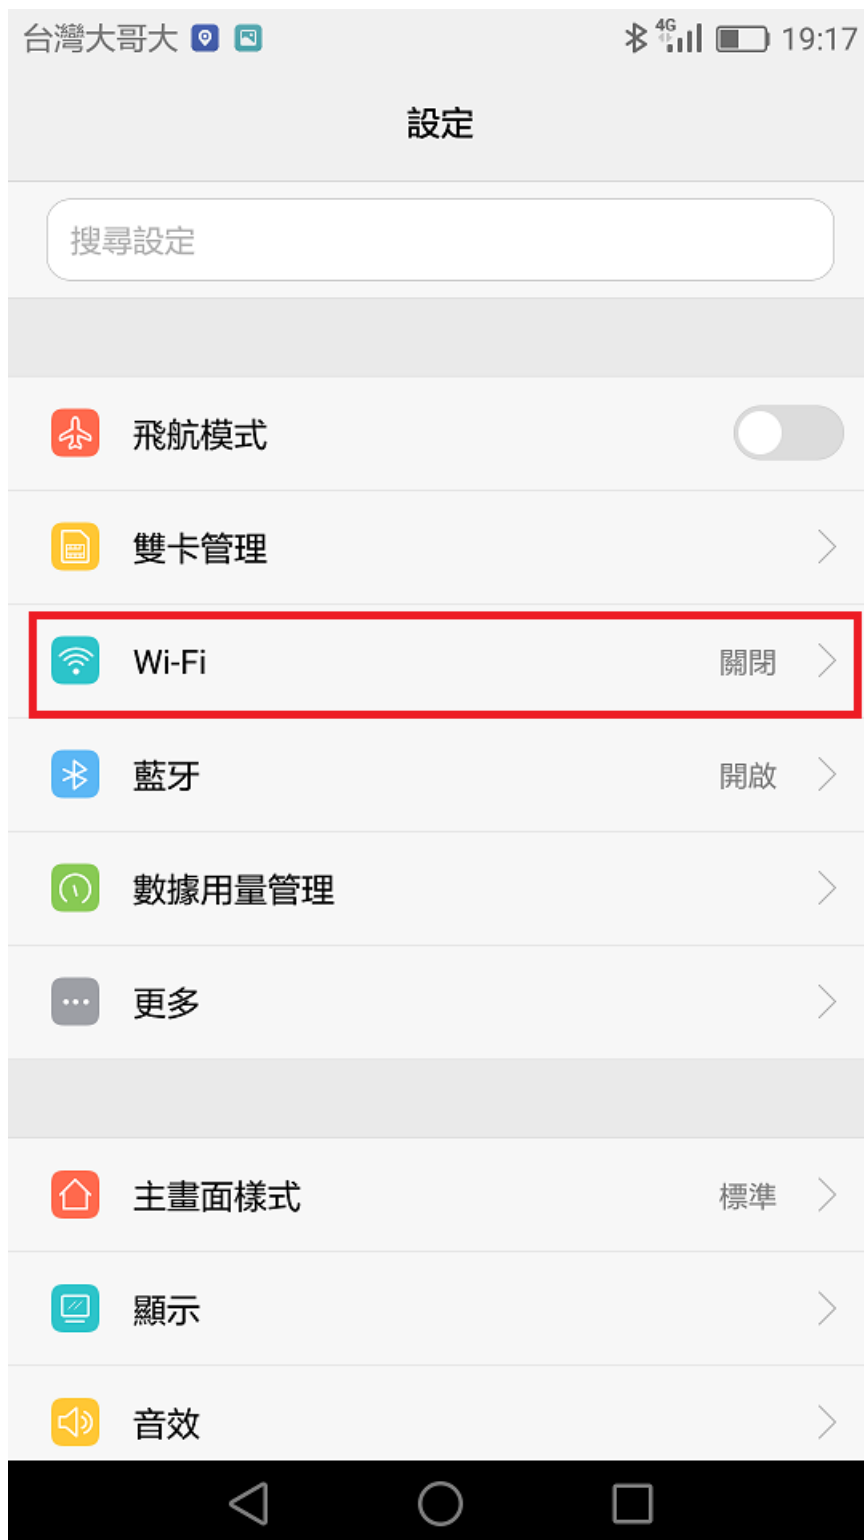 台灣大哥大 4G 19:17
設定
搜尋設定
飛航模式
雙卡管理
Wi-Fi 關閉
藍牙 開啟
數據用量管理
更多
主畫面樣式 標準
顯示
音效